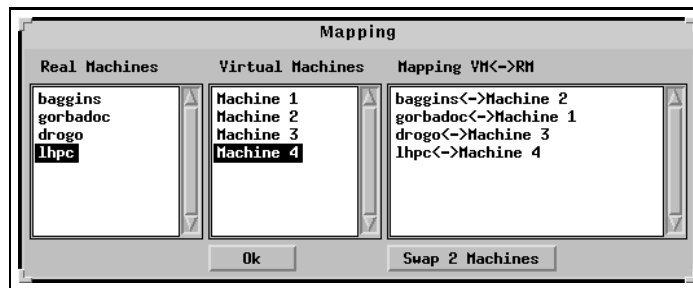 Mapping
Real Machines
baggins
gorbadoc
drogo
lhpc
Virtual Machines
Machine 1
Machine 2
Machine 3
Machine 4
Mapping VM<->RM
baggins<->Machine 2
gorbadoc<->Machine 1
drogo<->Machine 3
lhpc<->Machine 4
Ok
Swap 2 Machines